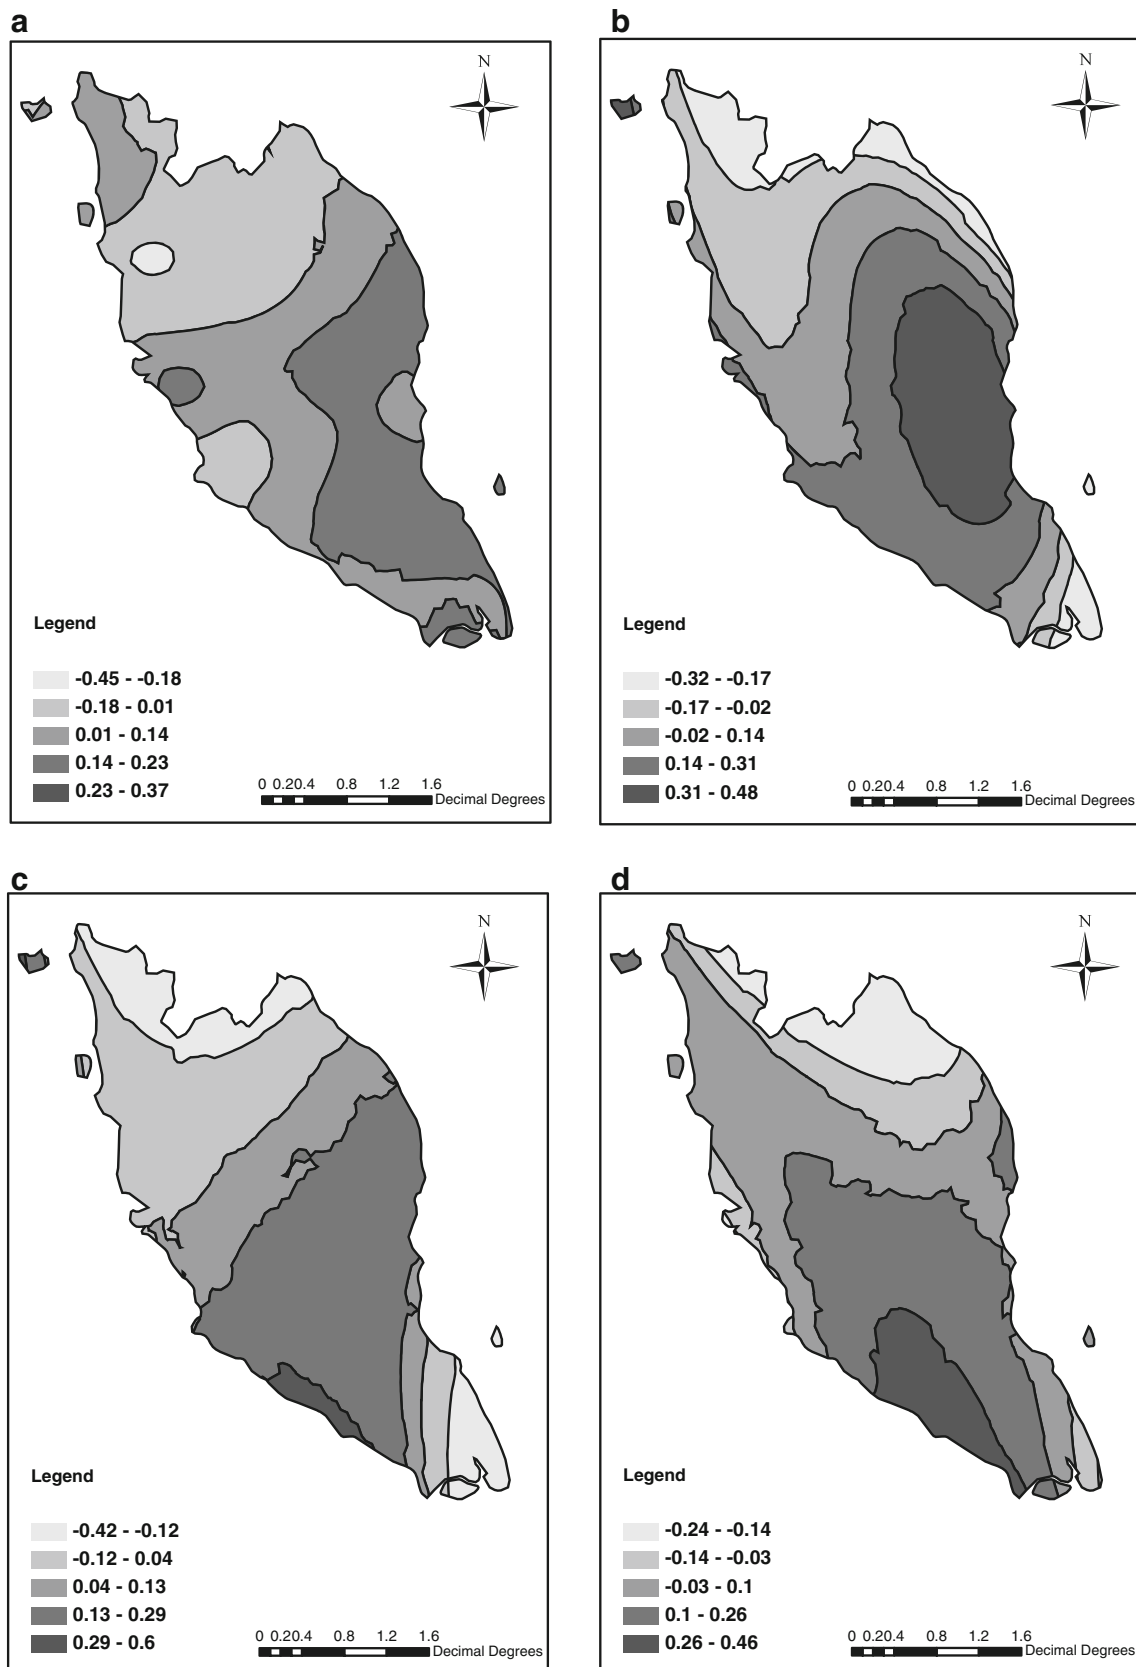 a
N
Legend
-0.45 - -0.18
-0.18 - 0.01
0.01 - 0.14
0.14 - 0.23
0.23 - 0.37
0 0.20.4 0.8 1.2 1.6
Decimal Degrees
b
N
Legend
-0.32 - -0.17
-0.17 - -0.02
-0.02 - 0.14
0.14 - 0.31
0.31 - 0.48
0 0.20.4 0.8 1.2 1.6
Decimal Degrees
c
N
Legend
-0.42 - -0.12
-0.12 - 0.04
0.04 - 0.13
0.13 - 0.29
0.29 - 0.6
0 0.20.4 0.8 1.2 1.6
Decimal Degrees
d
N
Legend
-0.24 - -0.14
-0.14 - -0.03
-0.03 - 0.1
0.1 - 0.26
0.26 - 0.46
0 0.20.4 0.8 1.2 1.6
Decimal Degrees